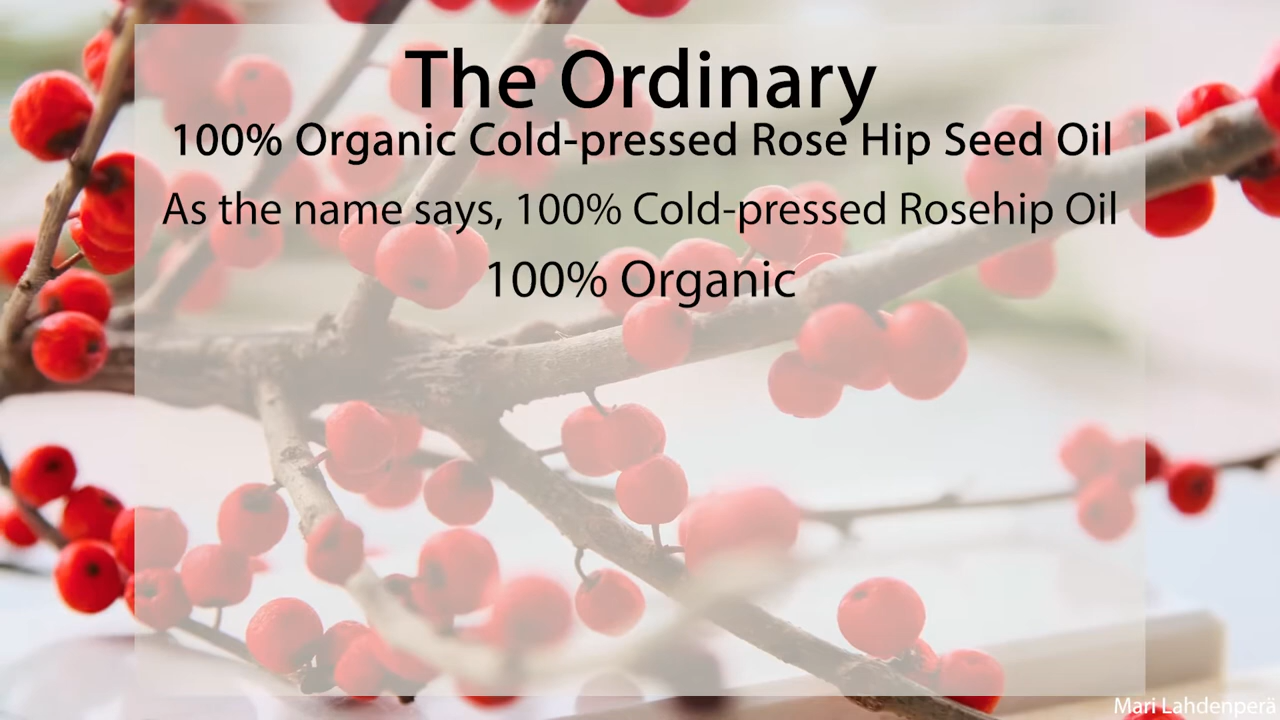 The Ordinary
100% Organic Cold-pressed Rose Hip Seed Oil
As the name says, 100% Cold-pressed Rosehip Oil
100% Organic
Mari Lahdenperä